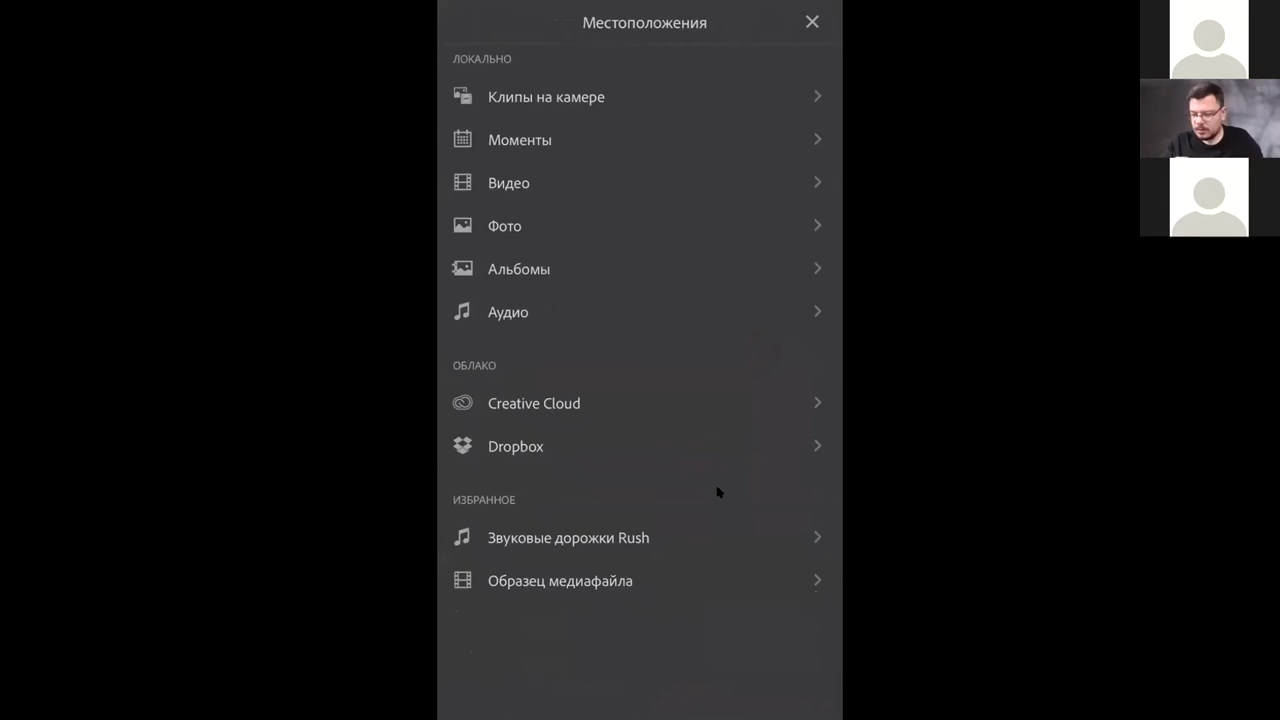 Местоположения
ЛОКАЛЬНО
Клипы на камере
Моменты
Видео
Фото
Альбомы
Аудио
ОБЛАКО
Creative Cloud
Dropbox
ИЗБРАННОЕ
Звуковые дорожки Rush
Образец медиафайла